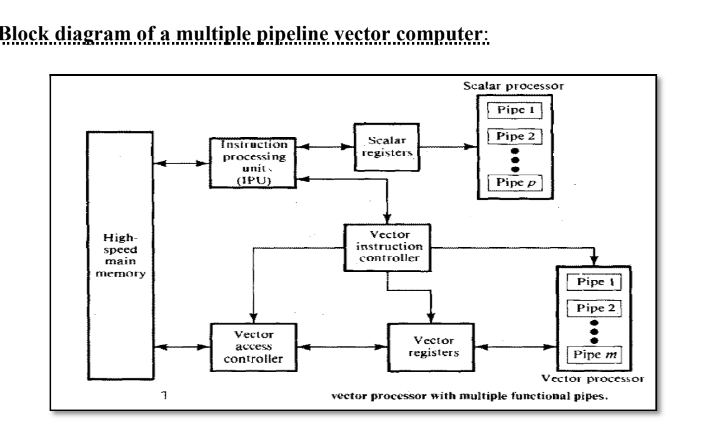 Block diagram of a multiple pipeline vector computer:
Scalar processor
Pipe 1
Pipe 2
Pipe p
Scalar
registers
Instruction
processing
unit
(IPU)
High-
speed
main
memory
Vector
instruction
controller
Pipe 1
Pipe 2
Pipe m
Vector
access
controller
Vector
registers
Vector processor
vector processor with multiple functional pipes.